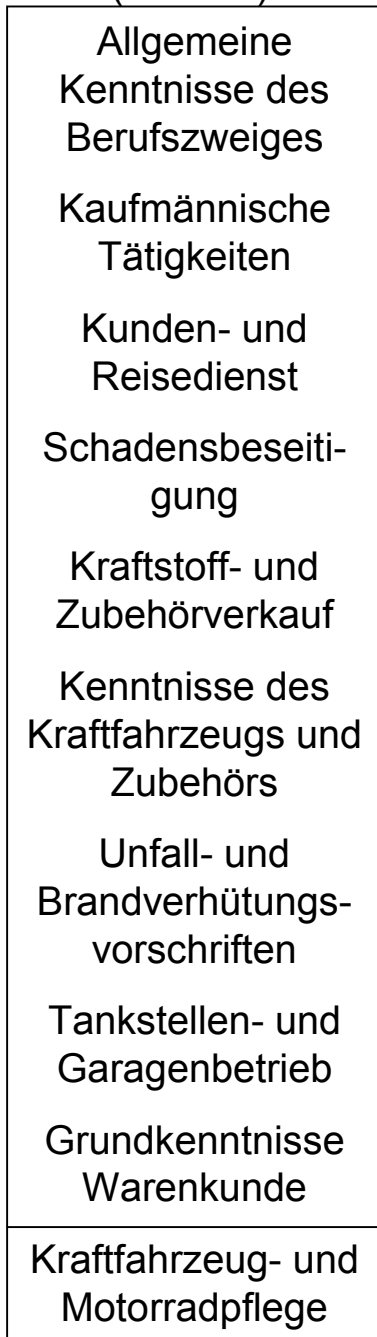 Allgemeine
Kenntnisse des
Berufszweiges
Kaufmännische
Tätigkeiten
Kunden- und
Reisedienst
Schadensbeseiti-
gung
Kraftstoff- und
Zubehörverkauf
Kenntnisse des
Kraftfahrzeugs und
Zubehörs
Unfall- und
Brandverhütungs-
vorschriften
Tankstellen- und
Garagenbetrieb
Grundkenntnisse
Warenkunde
Kraftfahrzeug- und
Motorradpflege